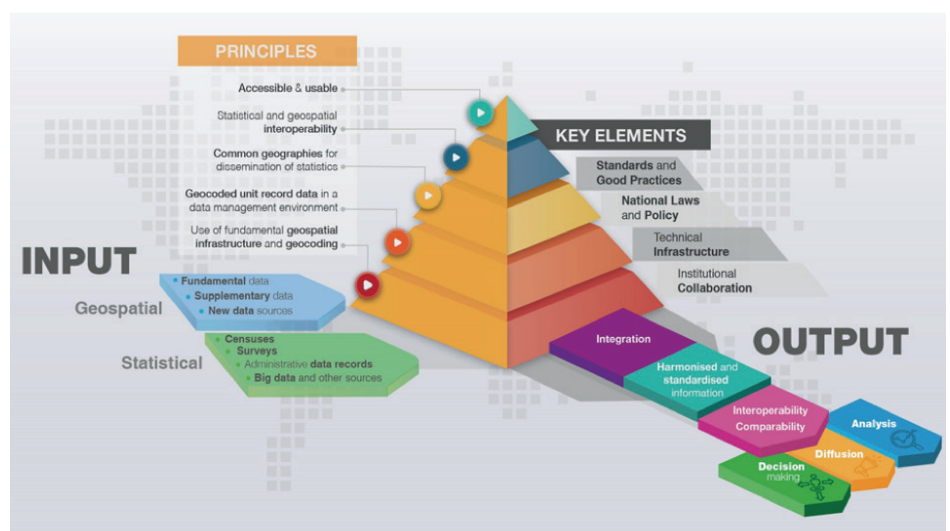 PRINCIPLES
Accessible & usable
Statistical and geospatial
interoperability
Common geographies for
dissemination of statistics
Geocoded unit record data in a
data management environment
Use of fundamental geospatial
infrastructure and geocoding
KEY ELEMENTS
Standards and
Good Practices
National Laws
and Policy
Technical
Infrastructure
Institutional
Collaboration
INPUT
Geospatial
• Fundamental data
• Supplementary data
• New data sources
Statistical
• Censuses
• Surveys
• Administrative data records
• Big data and other sources
OUTPUT
Integration
Harmonised and
standardised
information
Interoperability
Comparability
Analysis
Diffusion
Decision
making